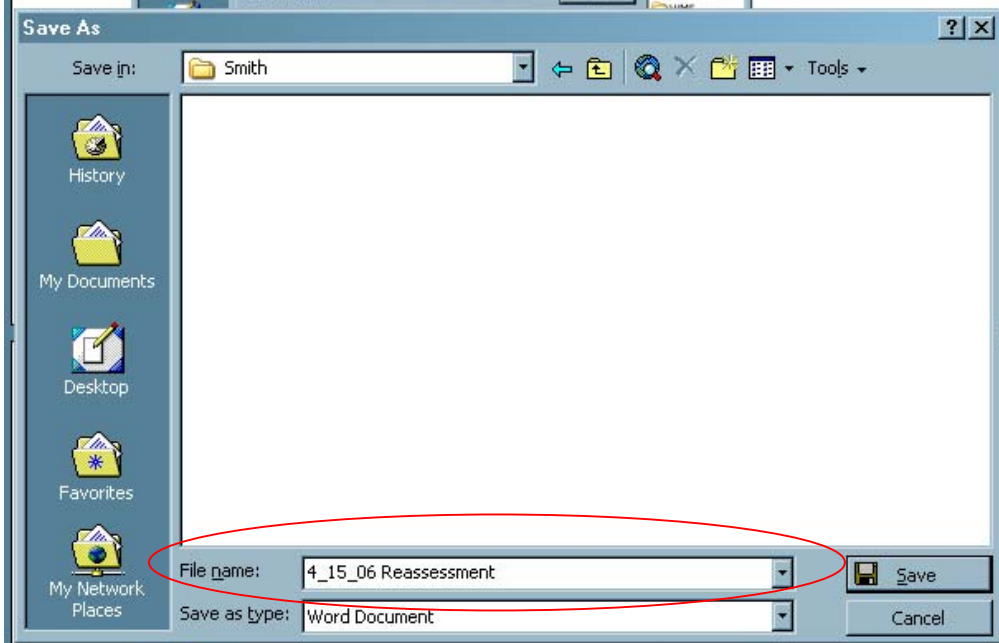 Save As
Save in:
Smith
Tools
History
My Documents
Desktop
Favorites
My Network
Places
File name:
4_15_06 Reassessment
Save
Save as type:
Word Document
Cancel